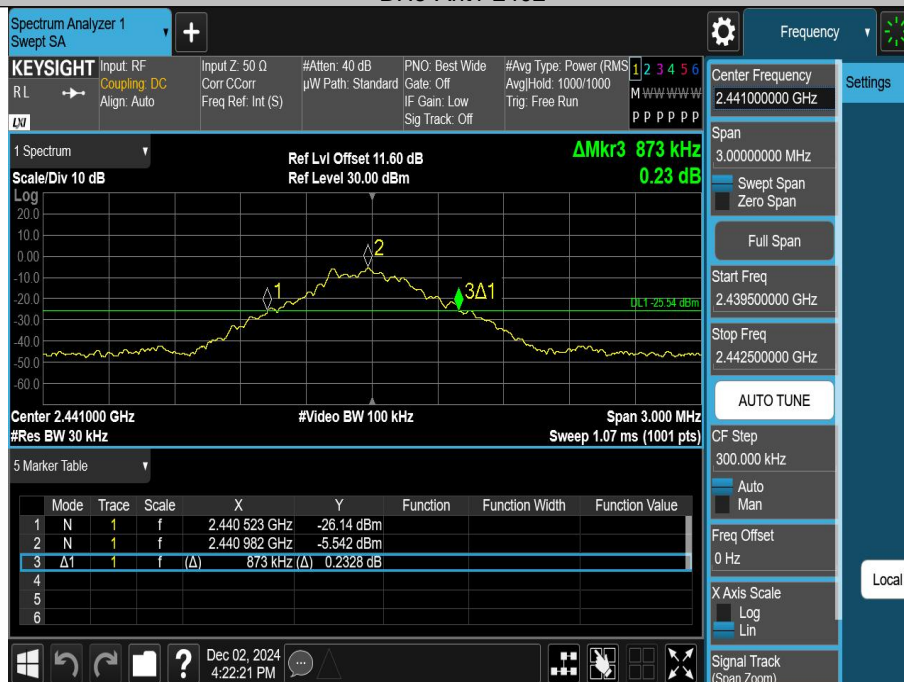 Spectrum Analyzer 1
Swept SA
Frequency
KEYSIGHT
RL
LXI
Input: RF
Coupling: DC
Align: Auto
Input Z: 50 Ω
Corr CCorr
Freq Ref: Int (S)
#Atten: 40 dB
µW Path: Standard
PNO: Best Wide
Gate: Off
IF Gain: Low
Sig Track: Off
#Avg Type: Power (RMS
Avg|Hold: 1000/1000
Trig: Free Run
1 2 3 4 5 6
M W W W W W
P P P P P P
1 Spectrum
Scale/Div 10 dB
Ref Lvl Offset 11.60 dB
Ref Level 30.00 dBm
ΔMkr3 873 kHz
0.23 dB
Log
20.0
10.0
0.00
-10.0
-20.0
-30.0
-40.0
-50.0
-60.0
1
2
3Δ1
DL1 -25.54 dBm
Center 2.441000 GHz
#Video BW 100 kHz
Span 3.000 MHz
#Res BW 30 kHz
Sweep 1.07 ms (1001 pts)
5 Marker Table
Mode Trace Scale X Y Function Function Width Function Value
1 N 1 f 2.440 523 GHz -26.14 dBm
2 N 1 f 2.440 982 GHz -5.542 dBm
3 Δ1 1 f (Δ) 873 kHz (Δ) 0.2328 dB
4
5
6
Dec 02, 2024
4:22:21 PM
Center Frequency
2.441000000 GHz
Settings
Span
3.00000000 MHz
Swept Span
Zero Span
Full Span
Start Freq
2.439500000 GHz
Stop Freq
2.442500000 GHz
AUTO TUNE
CF Step
300.000 kHz
Auto
Man
Freq Offset
0 Hz
Local
X Axis Scale
Log
Lin
Signal Track
(Span Zoom)